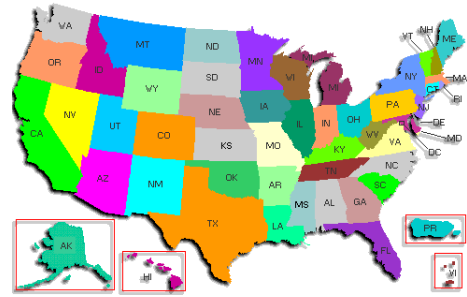 WA
MT
ND
MN
VT
NH
ME
OR
ID
SD
WI
MI
MI
NY
MA
RI
WY
CT
NV
NE
IA
PA
NJ
CA
UT
CO
IL
IN
OH
DE
MD
WV
DC
KS
MO
KY
VA
AZ
NM
OK
TN
NC
AR
SC
TX
MS
AL
GA
LA
FL
AK
HI
PR
VI